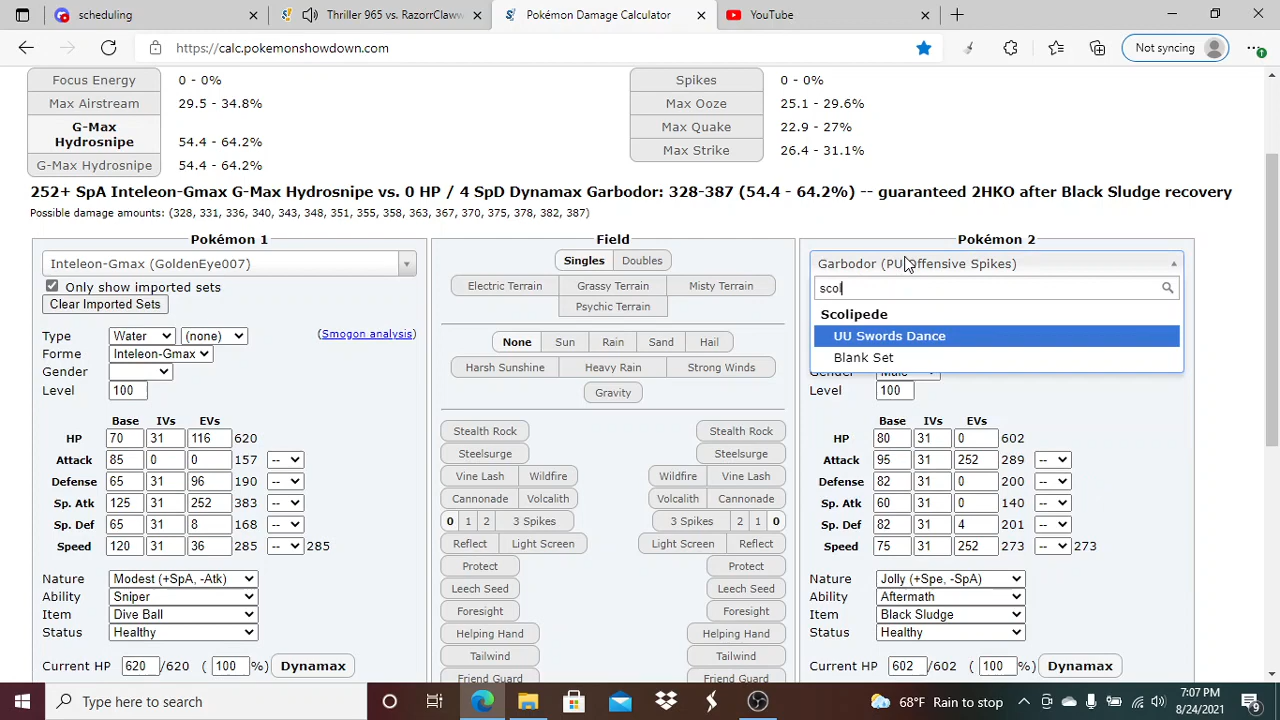 scheduling
Thriller 965 vs. RazorrClaww
Pokémon Damage Calculator
YouTube
https://calc.pokemonshowdown.com
Not syncing
Focus Energy 0 - 0%
Max Airstream 29.5 - 34.8%
G-Max Hydrosnipe 54.4 - 64.2%
G-Max Hydrosnipe 54.4 - 64.2%
Spikes 0 - 0%
Max Ooze 25.1 - 29.6%
Max Quake 22.9 - 27%
Max Strike 26.4 - 31.1%
252+ SpA Inteleon-Gmax G-Max Hydrosnipe vs. 0 HP / 4 SpD Dynamax Garbodor: 328-387 (54.4 - 64.2%) -- guaranteed 2HKO after Black Sludge recovery
Possible damage amounts: (328, 331, 336, 340, 343, 348, 351, 355, 358, 363, 367, 370, 375, 378, 382, 387)
Pokémon 1
Inteleon-Gmax (GoldenEye007)
Only show imported sets
Clear Imported Sets
Type Water (none) (Smogon analysis)
Forme Inteleon-Gmax
Gender
Level 100
Base IVs EVs
HP 70 31 116 620
Attack 85 0 0 157 --
Defense 65 31 96 190 --
Sp. Atk 125 31 252 383 --
Sp. Def 65 31 8 168 --
Speed 120 31 36 285 -- 285
Nature Modest (+SpA, -Atk)
Ability Sniper
Item Dive Ball
Status Healthy
Current HP 620 /620 ( 100 %) Dynamax
Field
Singles Doubles
Electric Terrain Grassy Terrain Misty Terrain
Psychic Terrain
None Sun Rain Sand Hail
Harsh Sunshine Heavy Rain Strong Winds
Gravity
Stealth Rock Stealth Rock
Steelsurge Steelsurge
Vine Lash Wildfire Wildfire Vine Lash
Cannonade Volcalith Volcalith Cannonade
0 1 2 3 Spikes 3 Spikes 2 1 0
Reflect Light Screen Light Screen Reflect
Protect Protect
Leech Seed Leech Seed
Foresight Foresight
Helping Hand Helping Hand
Tailwind Tailwind
Friend Guard Friend Guard
Pokémon 2
Garbodor (PU Offensive Spikes)
scol
Scolipede
UU Swords Dance
Blank Set
Level 100
Base IVs EVs
HP 80 31 0 602
Attack 95 31 252 289 --
Defense 82 31 0 200 --
Sp. Atk 60 31 0 140 --
Sp. Def 82 31 4 201 --
Speed 75 31 252 273 -- 273
Nature Jolly (+Spe, -SpA)
Ability Aftermath
Item Black Sludge
Status Healthy
Current HP 602 /602 ( 100 %) Dynamax
Type here to search
68°F Rain to stop
7:07 PM
8/24/2021
9